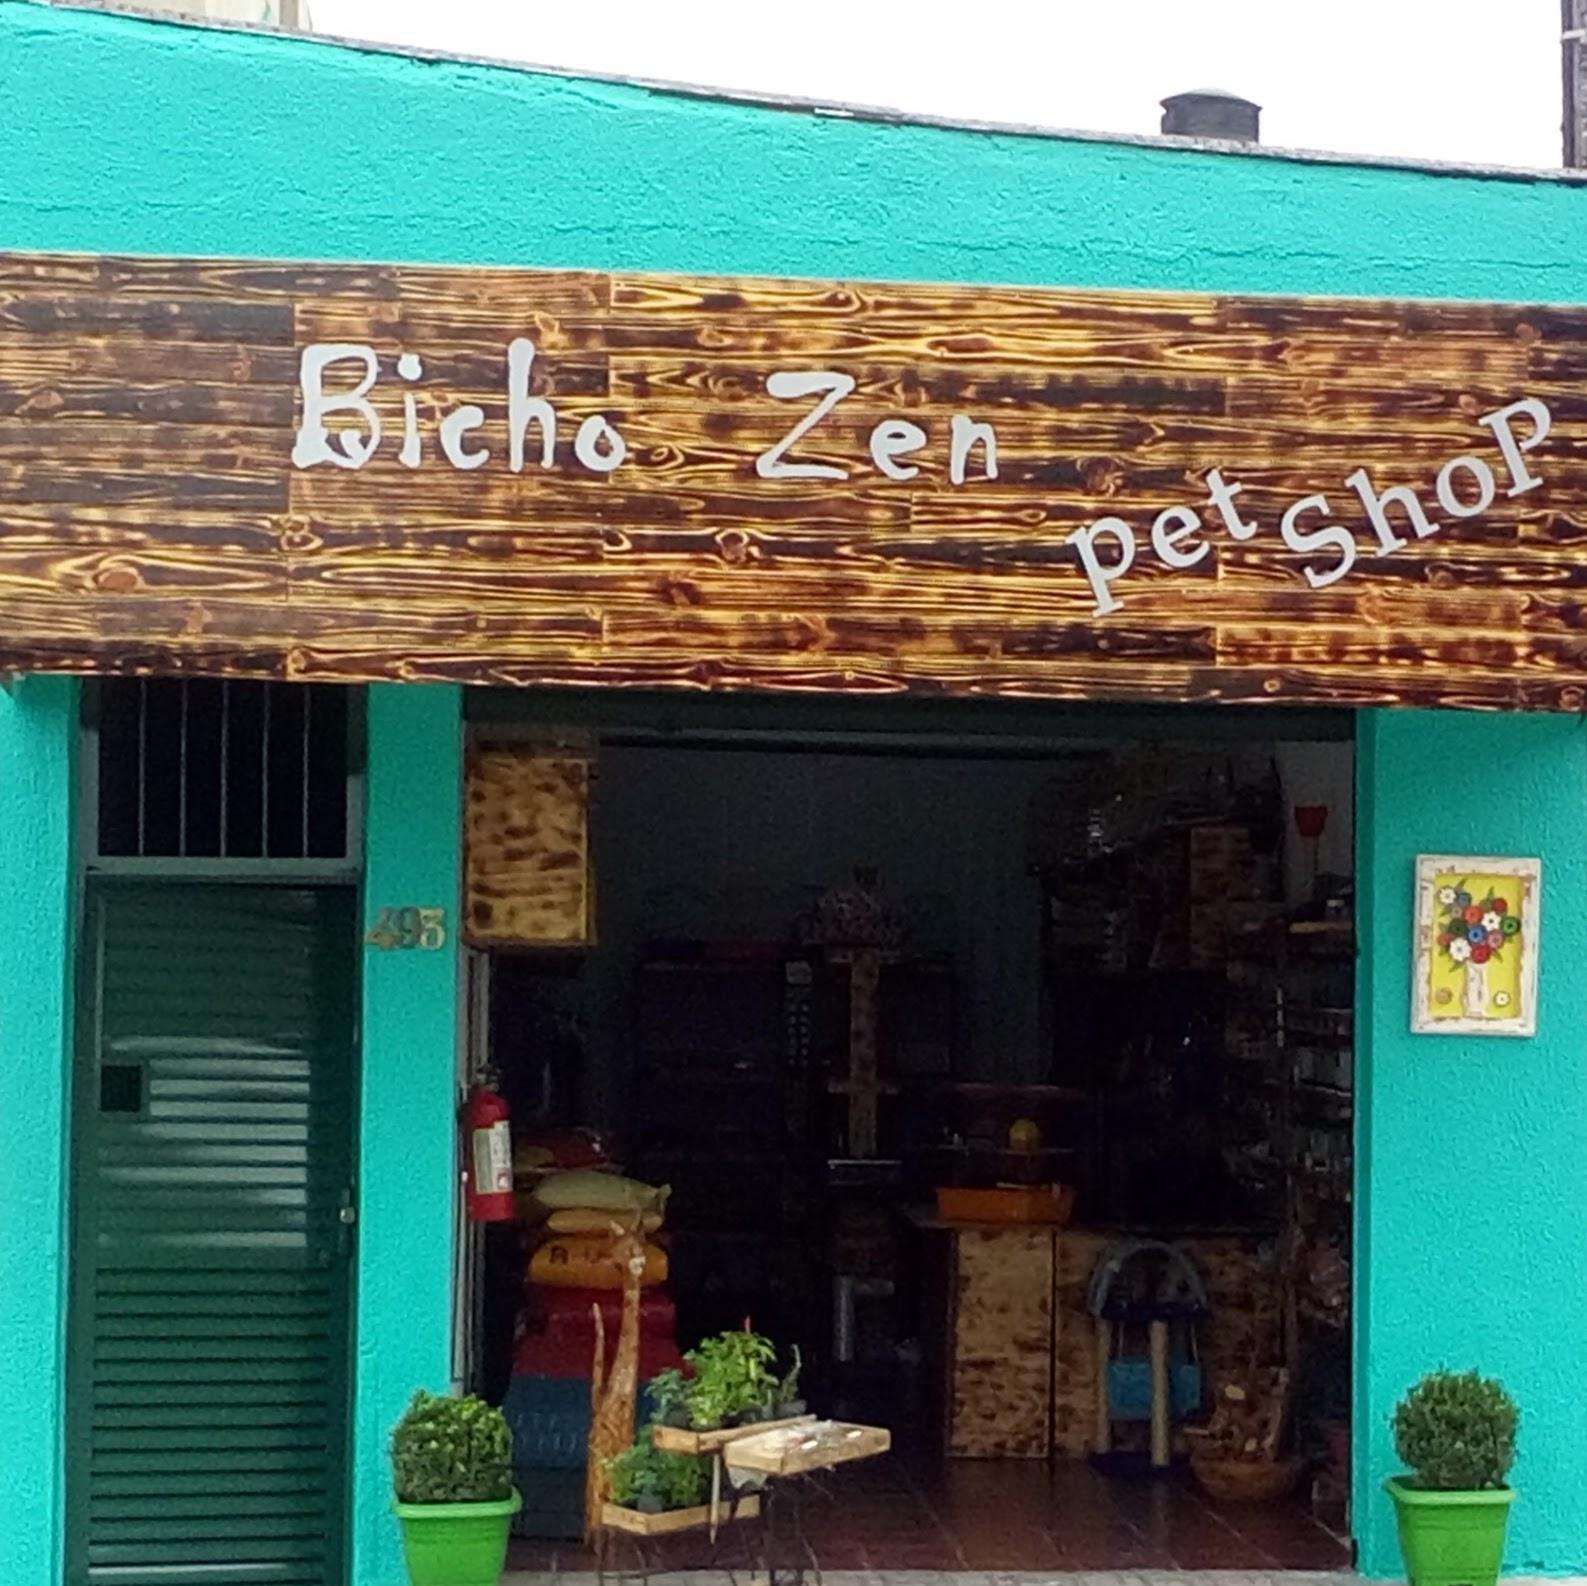 Bicho Zen
pet ShoP
493